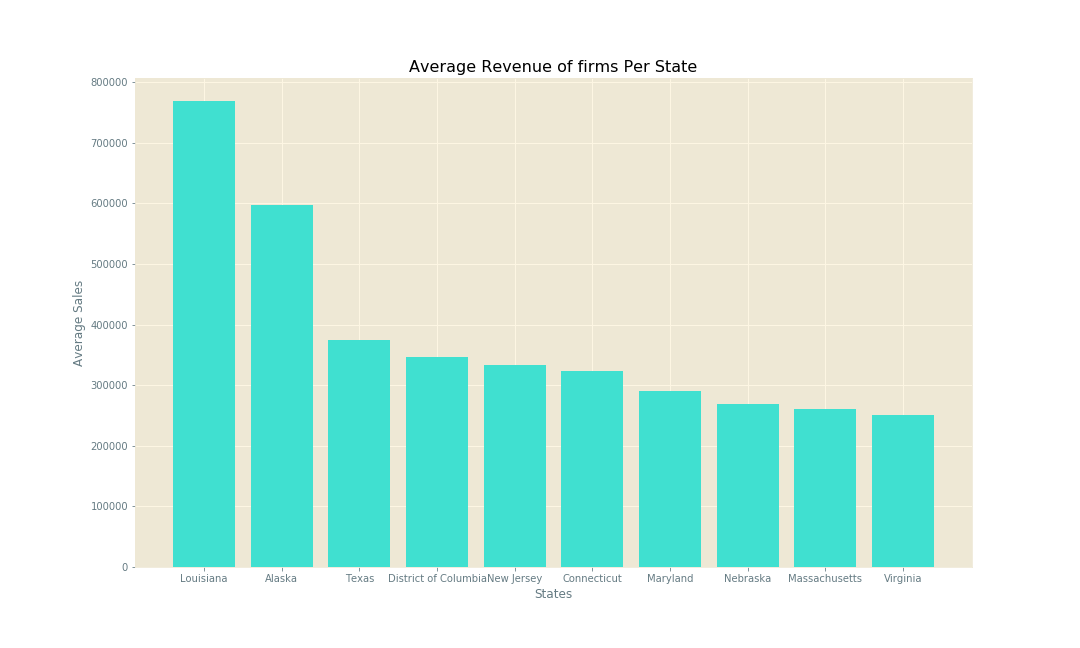 Average Revenue of firms Per State
Average Sales
800000
700000
600000
500000
400000
300000
200000
100000
0
Louisiana Alaska Texas District of Columbia New Jersey Connecticut Maryland Nebraska Massachusetts Virginia
States